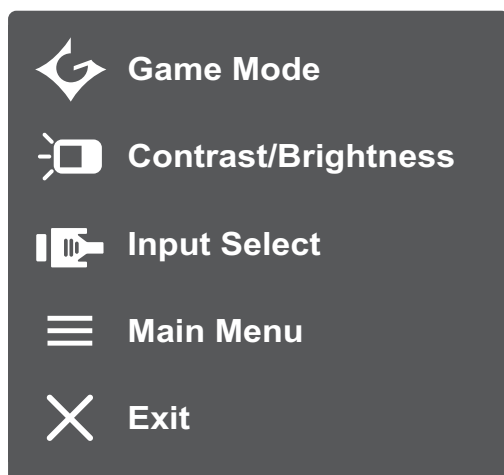 Game Mode
Contrast/Brightness
Input Select
Main Menu
Exit